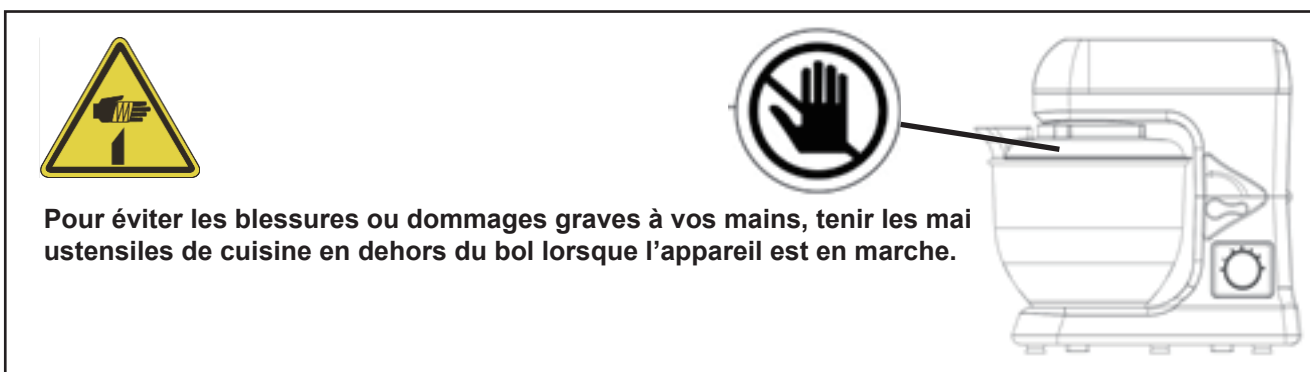 Pour éviter les blessures ou dommages graves à vos mains, tenir les mai
ustensiles de cuisine en dehors du bol lorsque l’appareil est en marche.